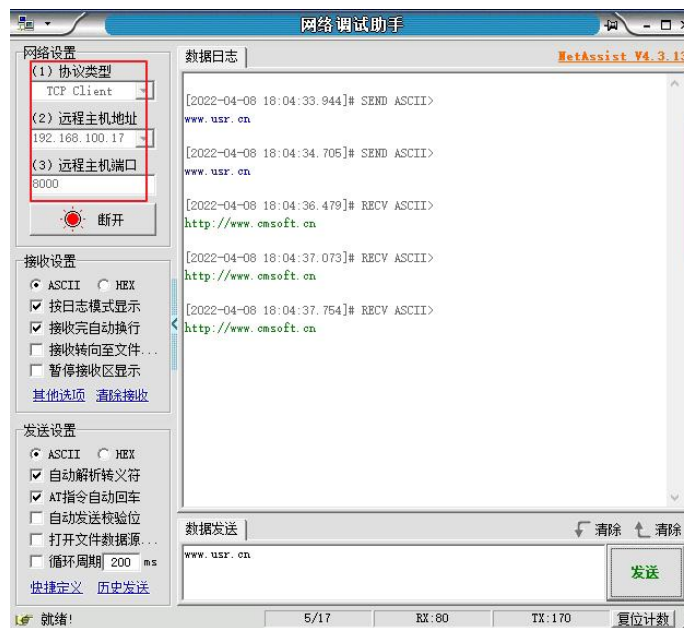 网络调试助手
网络设置
(1) 协议类型
TCP Client
(2) 远程主机地址
192.168.100.17
(3) 远程主机端口
8000
断开
接收设置
ASCII HEX
按日志模式显示
接收完自动换行
接收转向至文件...
暂停接收区显示
其他选项 清除接收
发送设置
ASCII HEX
自动解析转义符
AT指令自动回车
自动发送校验位
打开文件数据源...
循环周期 200 ms
快捷定义 历史发送
数据日志 NetAssist V4.3.13
[2022-04-08 18:04:33.944]# SEND ASCII>
www.usr.cn
[2022-04-08 18:04:34.705]# SEND ASCII>
www.usr.cn
[2022-04-08 18:04:36.479]# RECV ASCII>
http://www.cmsoft.cn
[2022-04-08 18:04:37.073]# RECV ASCII>
http://www.cmsoft.cn
[2022-04-08 18:04:37.754]# RECV ASCII>
http://www.cmsoft.cn
数据发送 清除 清除
www.usr.cn
发送
就绪! 5/17 RX:80 TX:170 复位计数